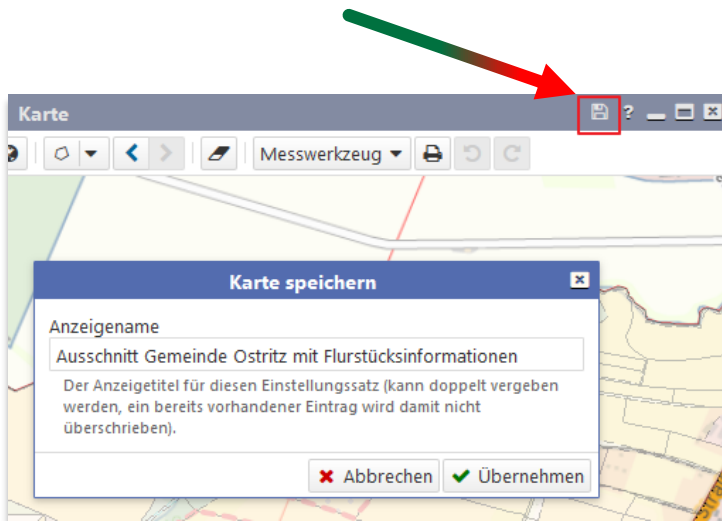 Karte
?
Messwerkzeug
Karte speichern
Anzeigename
Ausschnitt Gemeinde Ostritz mit Flurstücksinformationen
Der Anzeigetitel für diesen Einstellungssatz (kann doppelt vergeben
werden, ein bereits vorhandener Eintrag wird damit nicht
überschrieben).
Abbrechen
Übernehmen